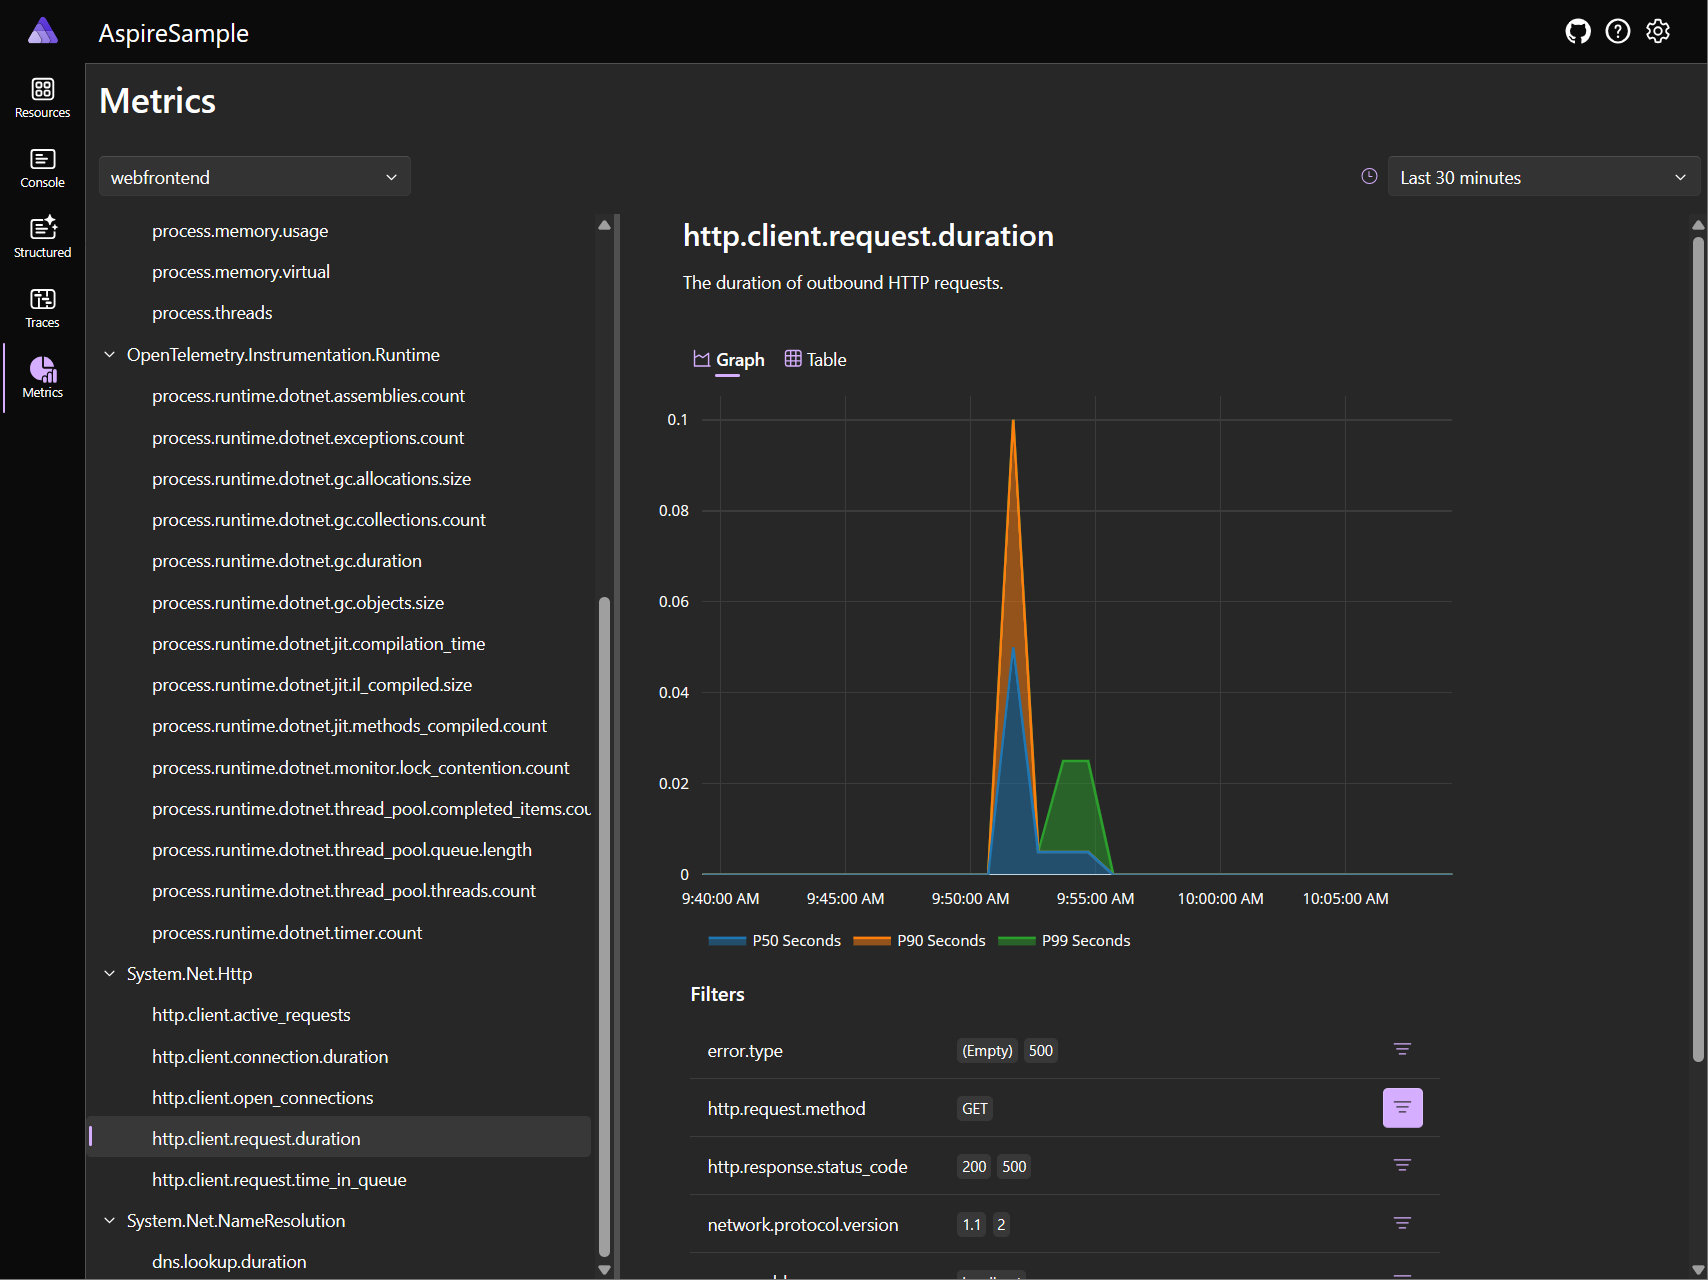 AspireSample
Resources
Console
Structured
Traces
Metrics
Metrics
webfrontend
Last 30 minutes
process.memory.usage
process.memory.virtual
process.threads
OpenTelemetry.Instrumentation.Runtime
process.runtime.dotnet.assemblies.count
process.runtime.dotnet.exceptions.count
process.runtime.dotnet.gc.allocations.size
process.runtime.dotnet.gc.collections.count
process.runtime.dotnet.gc.duration
process.runtime.dotnet.gc.objects.size
process.runtime.dotnet.jit.compilation_time
process.runtime.dotnet.jit.il_compiled.size
process.runtime.dotnet.jit.methods_compiled.count
process.runtime.dotnet.monitor.lock_contention.count
process.runtime.dotnet.thread_pool.completed_items.cou
process.runtime.dotnet.thread_pool.queue.length
process.runtime.dotnet.thread_pool.threads.count
process.runtime.dotnet.timer.count
System.Net.Http
http.client.active_requests
http.client.connection.duration
http.client.open_connections
http.client.request.duration
http.client.request.time_in_queue
System.Net.NameResolution
dns.lookup.duration
http.client.request.duration
The duration of outbound HTTP requests.
Graph Table
0.1
0.08
0.06
0.04
0.02
0
9:40:00 AM 9:45:00 AM 9:50:00 AM 9:55:00 AM 10:00:00 AM 10:05:00 AM
P50 Seconds P90 Seconds P99 Seconds
Filters
error.type (Empty) 500
http.request.method GET
http.response.status_code 200 500
network.protocol.version 1.1 2